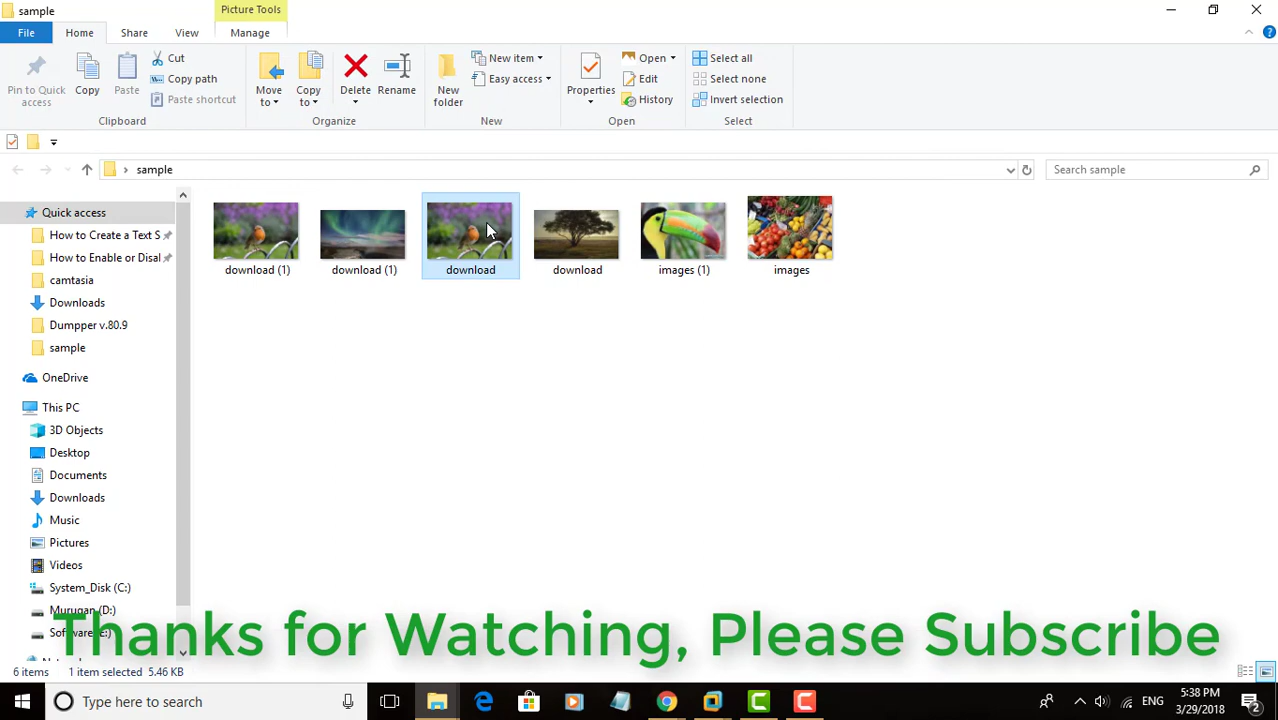 sample
Picture Tools
File
Home
Share
View
Manage
Pin to Quick access
Copy
Paste
Cut
Copy path
Paste shortcut
Clipboard
Move to
Copy to
Delete
Rename
Organize
New folder
New item
Easy access
New
Properties
Open
Edit
History
Open
Select all
Select none
Invert selection
Select
sample
Search sample
Quick access
How to Create a Text S
How to Enable or Disal
camtasia
Downloads
Dumpper v.80.9
sample
OneDrive
This PC
3D Objects
Desktop
Documents
Downloads
Music
Pictures
Videos
System_Disk (C:)
Murugan (D:)
download (1)
download (1)
download
download
images (1)
images
Thanks for Watching, Please Subscribe
6 items
1 item selected 5.46 KB
Type here to search
ENG
5:38 PM
3/29/2018
2